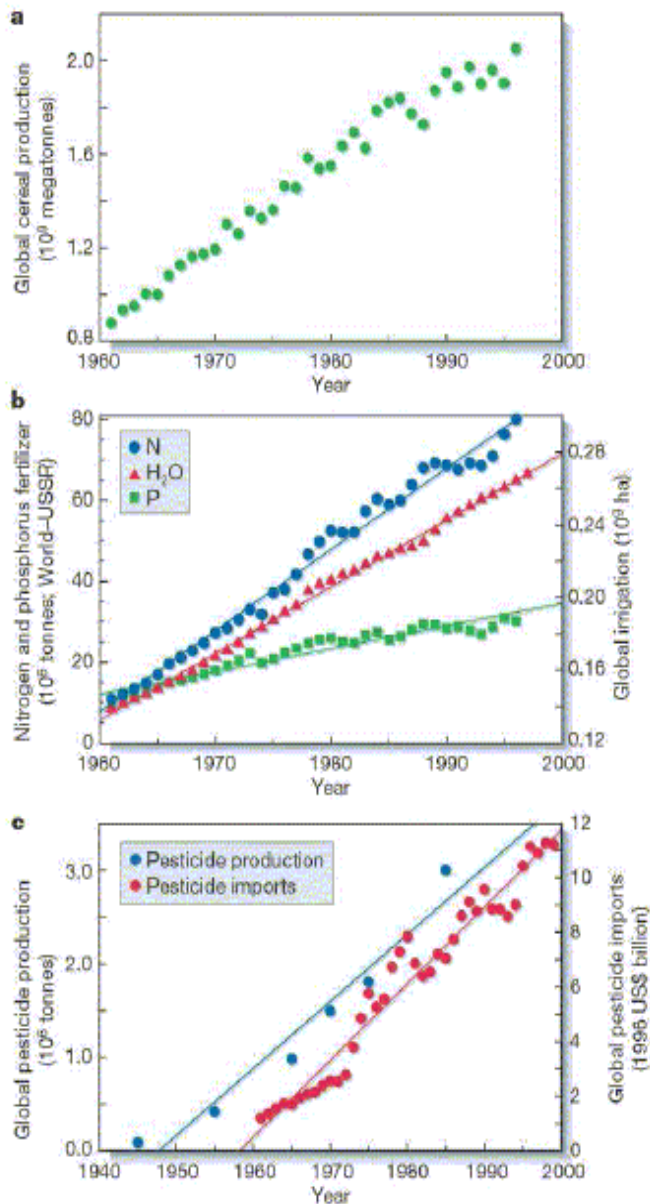 a
Global cereal production
(10⁹ megatonnes)
2.0
1.6
1.2
0.8
1960
1970
1980
1990
2000
Year
b
Nitrogen and phosphorus fertilizer
(10⁶ tonnes; World–USSR)
80
60
40
20
0
N
H₂O
P
0.28
0.24
0.20
0.16
0.12
Global irrigation (10⁹ ha)
1960
1970
1980
1990
2000
Year
c
Global pesticide production
(10⁶ tonnes)
3.0
2.0
1.0
0.0
Pesticide production
Pesticide imports
12
10
8
6
4
2
0
Global pesticide imports
(1996 US$ billion)
1940
1950
1960
1970
1980
1990
2000
Year